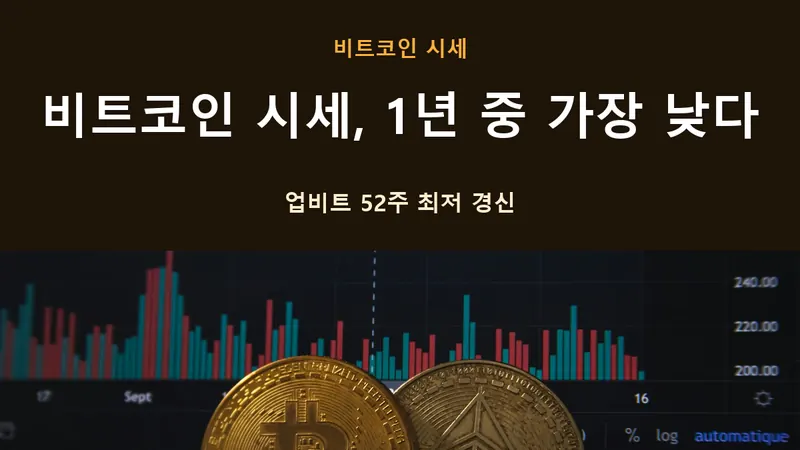 비트코인 시세
비트코인 시세, 1년 중 가장 낮다
업비트 52주 최저 경신
240.00
220.00
200.00
17
Sept
16
% log automatique